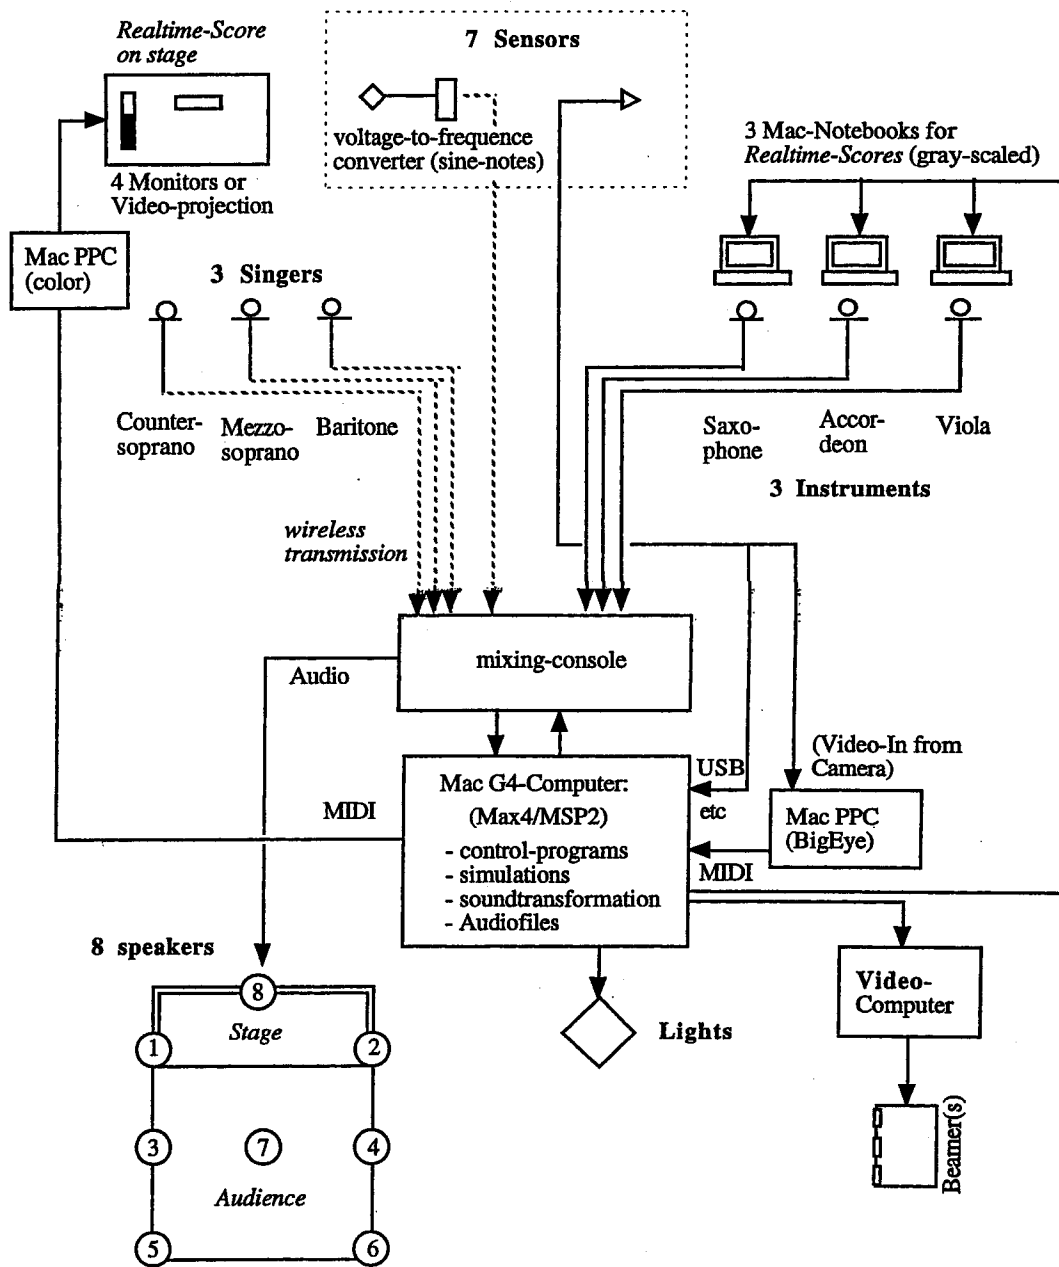 Realtime-Score
on stage
4 Monitors or
Video-projection
Mac PPC
(color)
7 Sensors
voltage-to-frequence
converter (sine-notes)
3 Mac-Notebooks for
Realtime-Scores (gray-scaled)
3 Singers
Counter-
soprano
Mezzo-
soprano
Baritone
Saxo-
phone
Accor-
deon
Viola
3 Instruments
wireless
transmission
mixing-console
Audio
Mac G4-Computer:
(Max4/MSP2)
- control-programs
- simulations
- soundtransformation
- Audiofiles
MIDI
USB
etc
MIDI
(Video-In from
Camera)
Mac PPC
(BigEye)
Video-
Computer
Beamer(s)
Lights
8 speakers
8
Stage
1
2
3
7
4
Audience
5
6